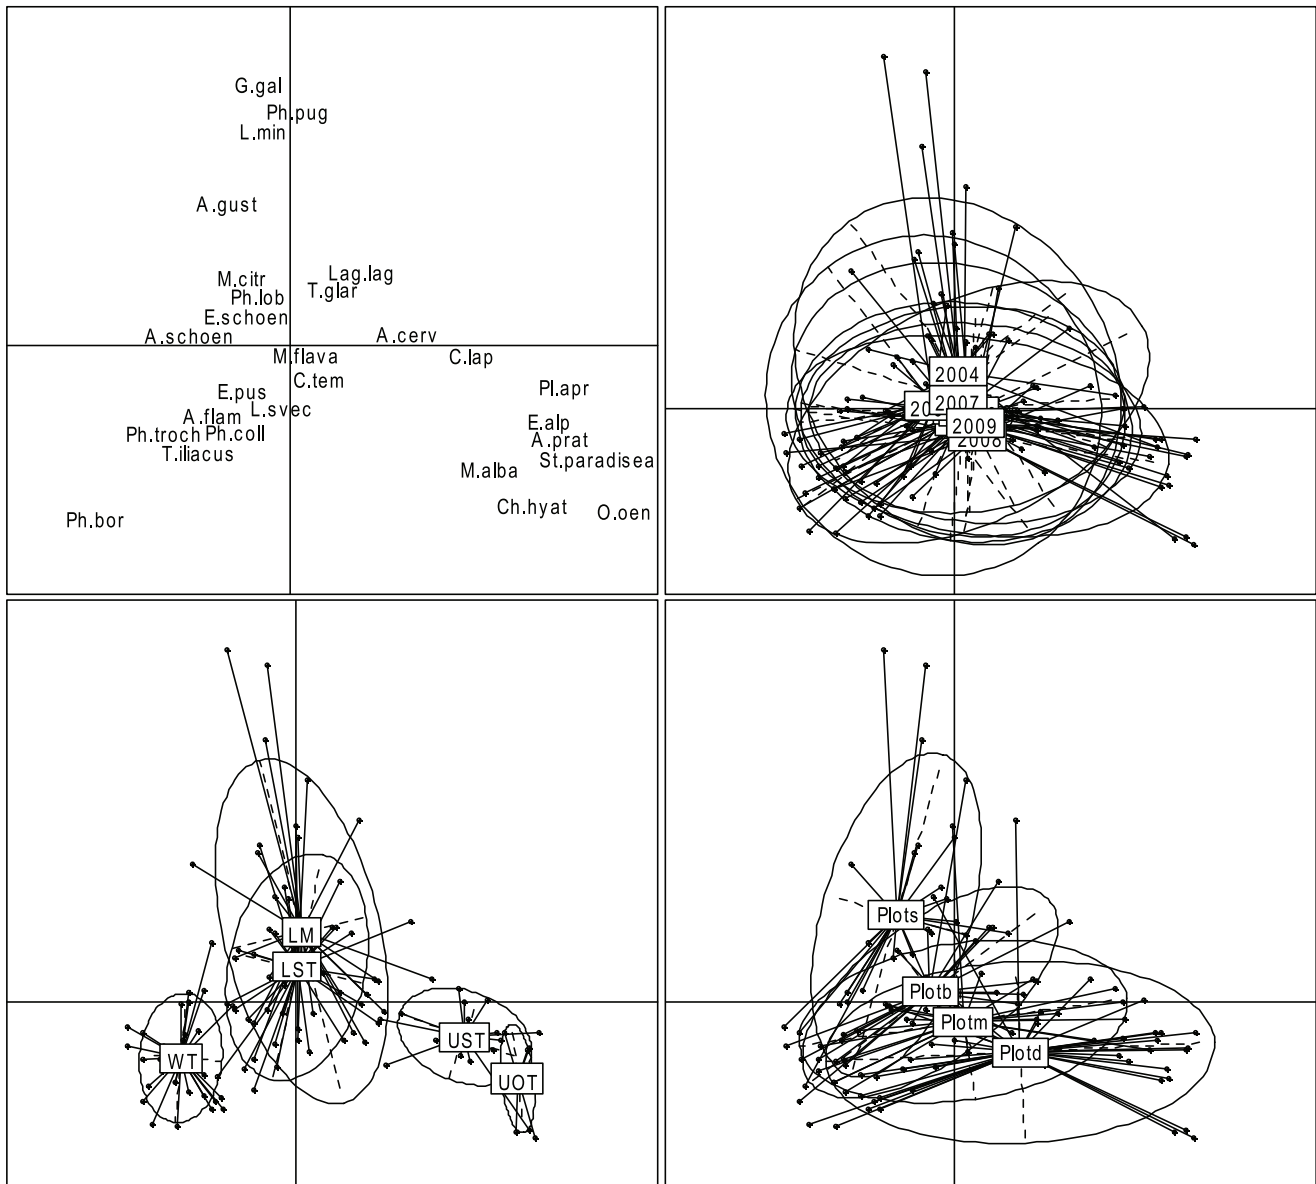 G.gal
Ph.pug
L.min
A.gust
M.citr
Lag.lag
T.glar
Ph.lob
E.schoen
A.schoen
A.cerv
M.flava
C.lap
C.tem
E.pus
Pl.apr
L.svec
A.flam
E.alp
Ph.troch
Ph.coll
A.prat
T.iliacus
St.paradisea
M.alba
Ch.hyat
O.oen
Ph.bor
2004
2007
2009
2008
LM
LST
WT
UST
UOT
Plots
Plotb
Plotm
Plotd